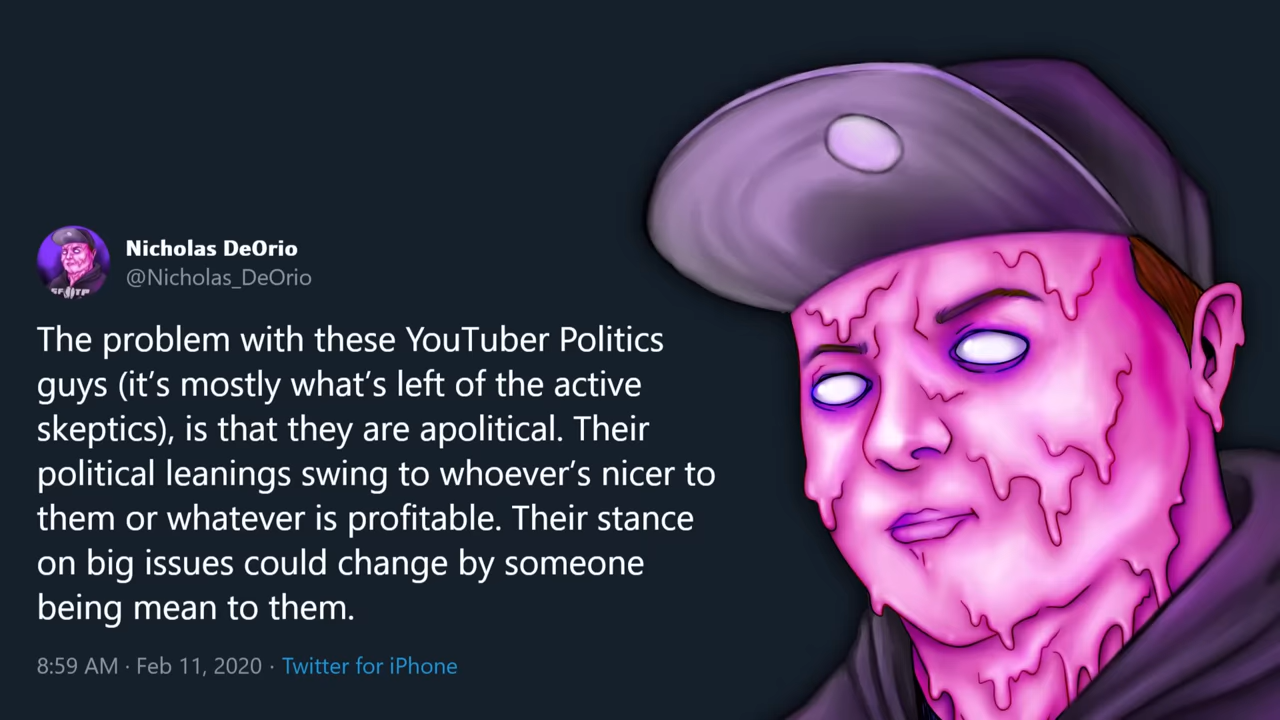 Nicholas DeOrio
@Nicholas_DeOrio
The problem with these YouTuber Politics
guys (it’s mostly what’s left of the active
skeptics), is that they are apolitical. Their
political leanings swing to whoever’s nicer to
them or whatever is profitable. Their stance
on big issues could change by someone
being mean to them.
8:59 AM · Feb 11, 2020 · Twitter for iPhone